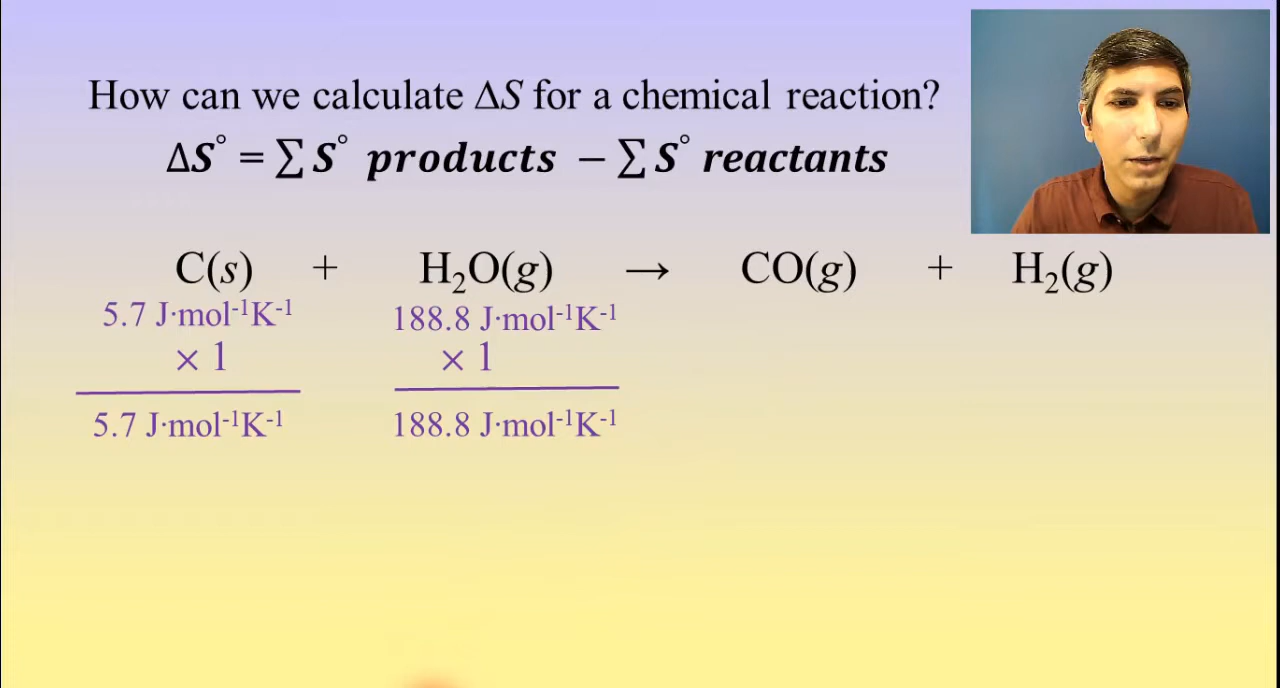 How can we calculate ΔS for a chemical reaction?
ΔS° = ∑ S° products − ∑ S° reactants
C(s) + H₂O(g) → CO(g) + H₂(g)
5.7 J·mol⁻¹K⁻¹ 188.8 J·mol⁻¹K⁻¹
× 1 × 1
5.7 J·mol⁻¹K⁻¹ 188.8 J·mol⁻¹K⁻¹